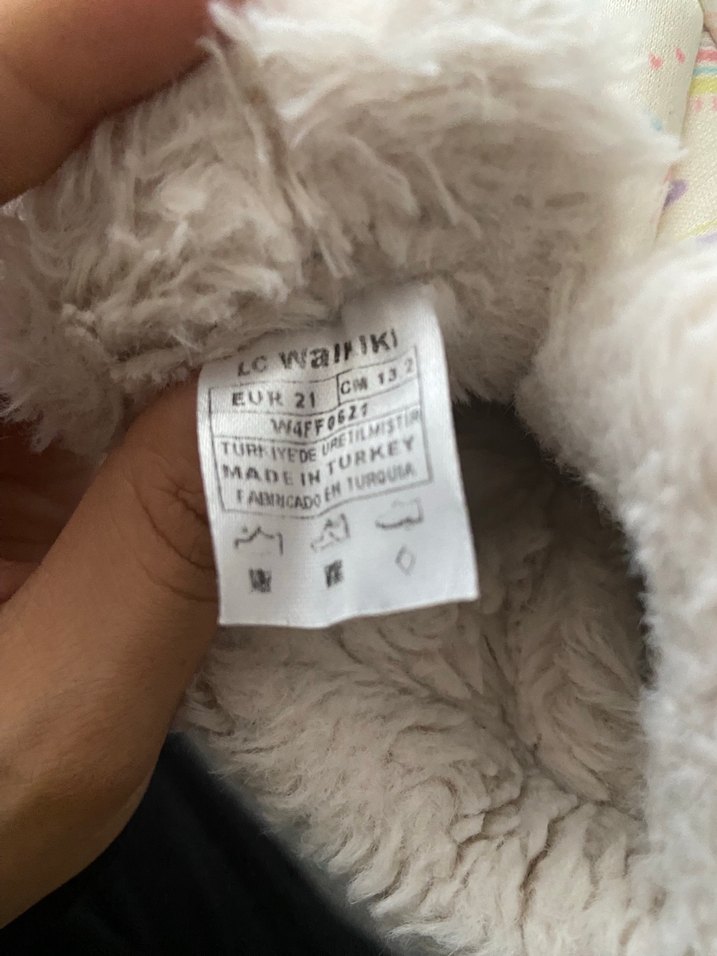 LC WAIKIKI
EUR 21 CM 13.2
W4FF0621
TÜRKİYE'DE ÜRETİLMİŞTİR
MADE IN TURKEY
FABRICADO EN TURQUIA